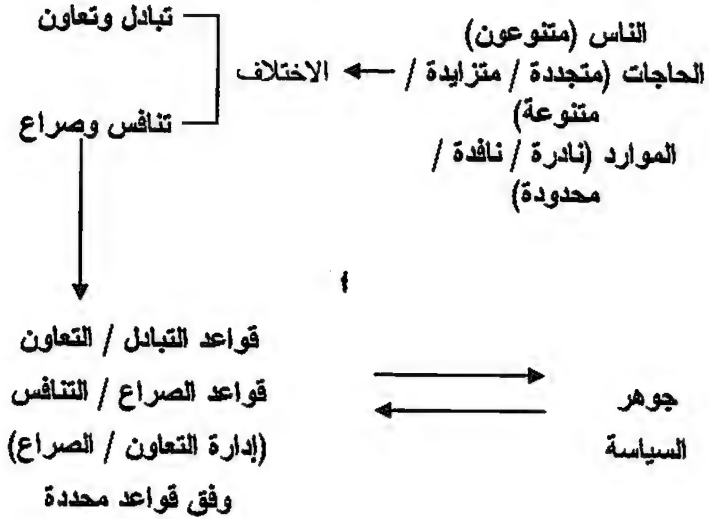 الناس (متنوعون)
الحاجات (متجددة / متزايدة /
متنوعة)
الموارد (نادرة / نافدة /
محدودة)
الاختلاف
تبادل وتعاون
تنافس وصراع
قواعد التبادل / التعاون
قواعد الصراع / التنافس
(إدارة التعاون / الصراع)
وفق قواعد محددة
جوهر
السياسة